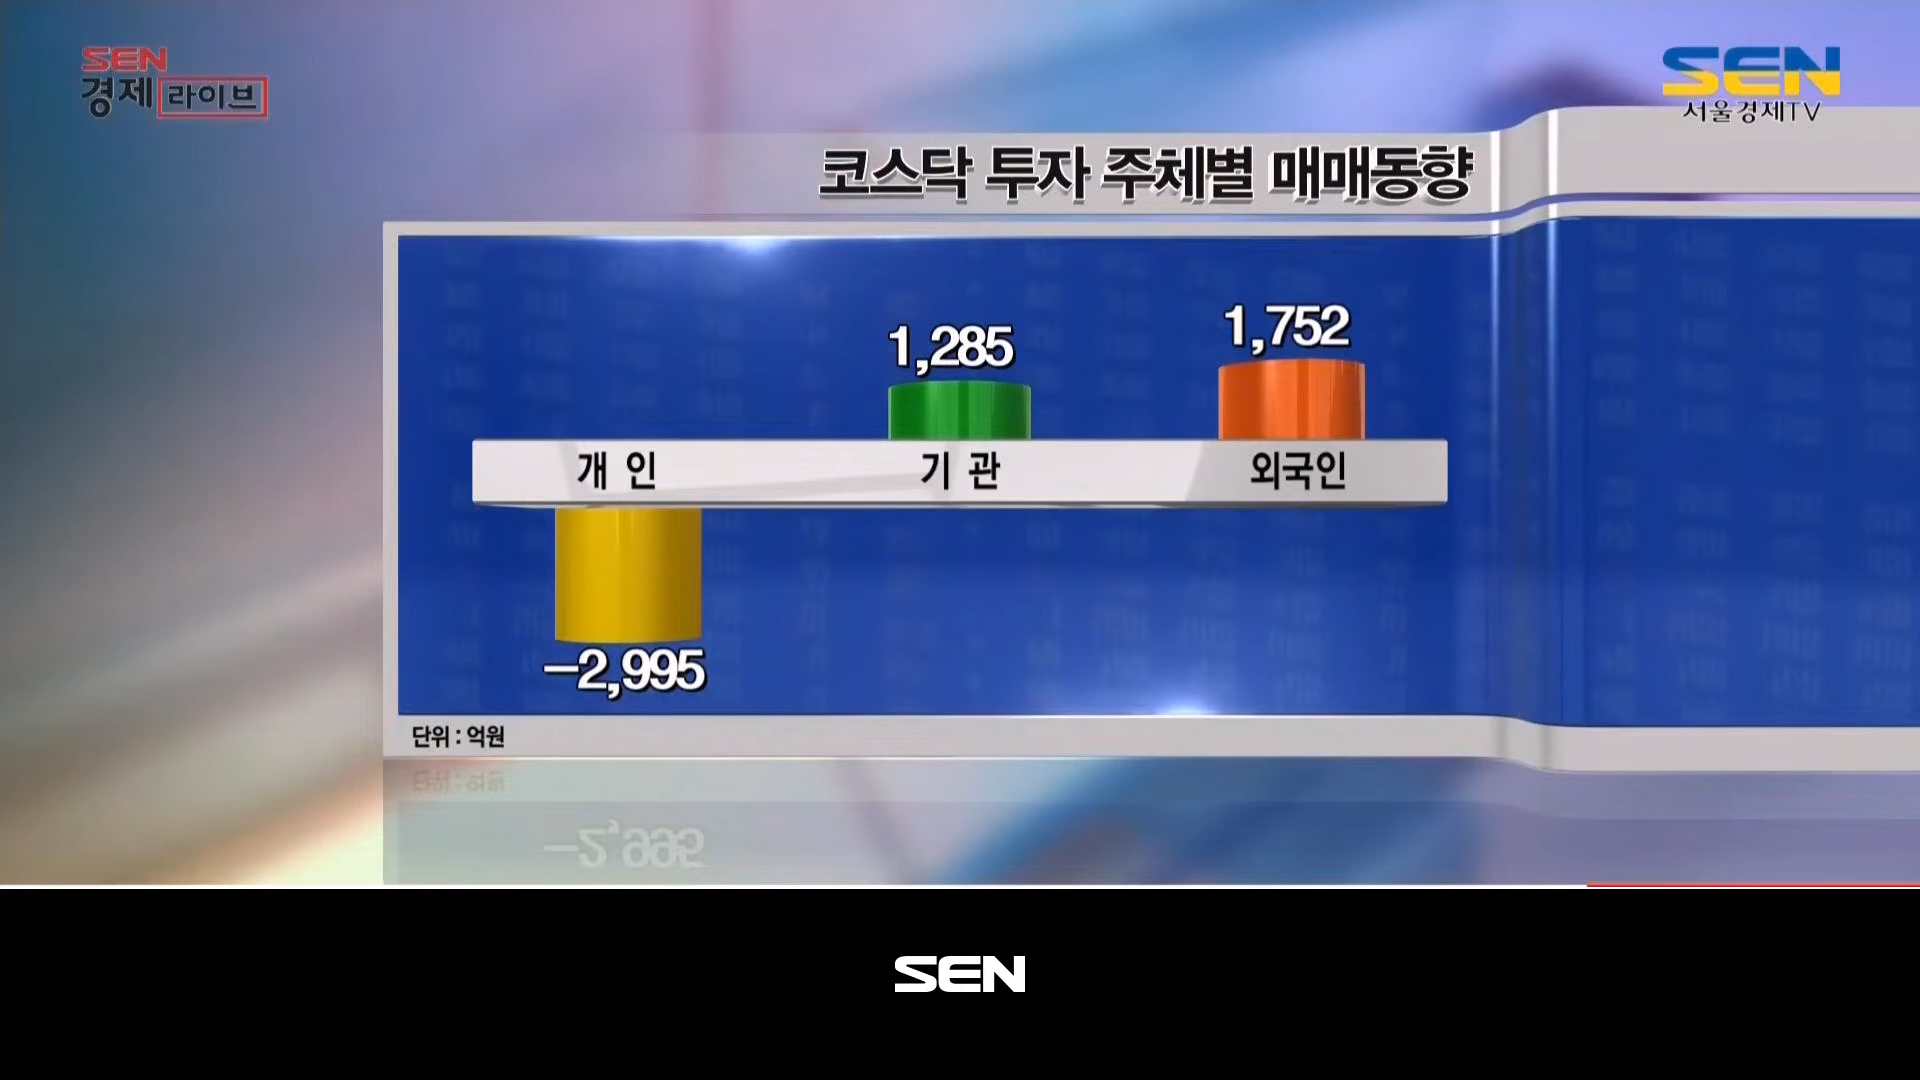 SEN
경제 라이브
SEN
서울경제TV
코스닥 투자 주체별 매매동향
1,285
1,752
개 인
기 관
외국인
-2,995
단위 : 억원
SEN